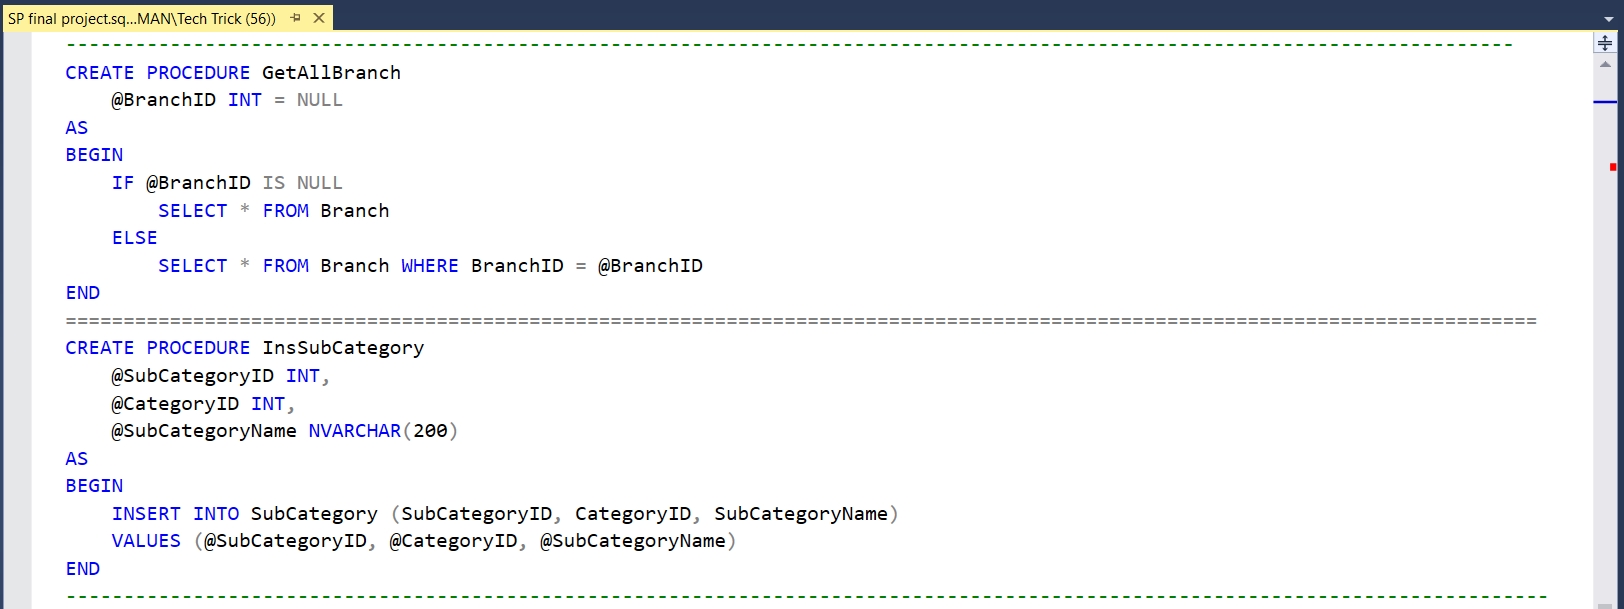 SP final project.sq...MAN\Tech Trick (56))
------------------------------------------------------------------------------------------------------------------------------
CREATE PROCEDURE GetAllBranch
    @BranchID INT = NULL
AS
BEGIN
    IF @BranchID IS NULL
        SELECT * FROM Branch
    ELSE
        SELECT * FROM Branch WHERE BranchID = @BranchID
END
===============================================================================================================================
CREATE PROCEDURE InsSubCategory
    @SubCategoryID INT,
    @CategoryID INT,
    @SubCategoryName NVARCHAR(200)
AS
BEGIN
    INSERT INTO SubCategory (SubCategoryID, CategoryID, SubCategoryName)
    VALUES (@SubCategoryID, @CategoryID, @SubCategoryName)
END
--------------------------------------------------------------------------------------------------------------------------------